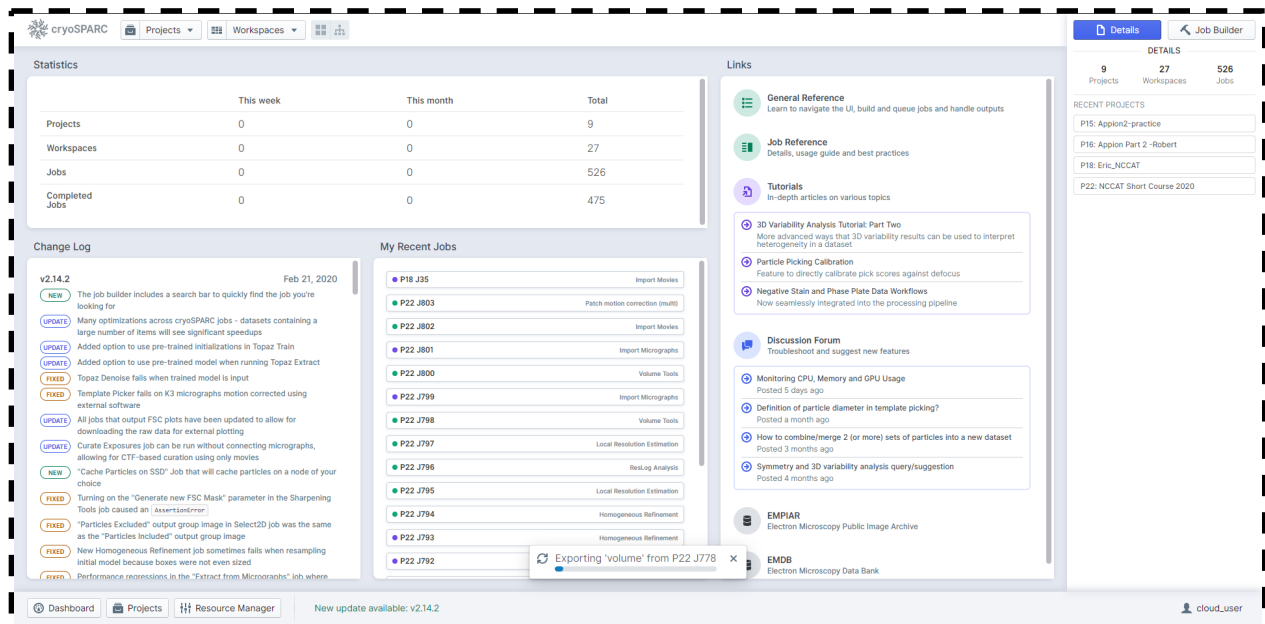 cryoSPARC Projects Workspaces
Details Job Builder
DETAILS
9 27 526
Projects Workspaces Jobs
RECENT PROJECTS
P15: Appion2-practice
P16: Appion Part 2 -Robert
P18: Eric_NCCAT
P22: NCCAT Short Course 2020
Statistics
This week This month Total
Projects 0 0 9
Workspaces 0 0 27
Jobs 0 0 526
Completed
Jobs 0 0 475
Change Log
v2.14.2 Feb 21, 2020
NEW The job builder includes a search bar to quickly find the job you're
looking for
UPDATE Many optimizations across cryoSPARC jobs - datasets containing a
large number of items will see significant speedups
UPDATE Added option to use pre-trained initializations in Topaz Train
UPDATE Added option to use pre-trained model when running Topaz Extract
FIXED Topaz Denoise fails when trained model is input
FIXED Template Picker fails on K3 micrographs motion corrected using
external software
UPDATE All jobs that output FSC plots have been updated to allow for
downloading the raw data for external plotting
UPDATE Curate Exposures job can be run without connecting micrographs,
allowing for CTF-based curation using only movies
NEW "Cache Particles on SSD" Job that will cache particles on a node of your
choice
FIXED Turning on the "Generate new FSC Mask" parameter in the Sharpening
Tools job caused an AssertionError
FIXED "Particles Excluded" output group image in Select2D job was the same
as the "Particles Included" output group image
FIXED New Homogeneous Refinement job sometimes fails when resampling
initial model because boxes were not even sized
FIXED Performance regressions in the "Extract from Micrographs" job where
My Recent Jobs
P18 J35 Import Movies
P22 J803 Patch motion correction (multi)
P22 J802 Import Movies
P22 J801 Import Micrographs
P22 J800 Volume Tools
P22 J799 Import Micrographs
P22 J798 Volume Tools
P22 J797 Local Resolution Estimation
P22 J796 ResLog Analysis
P22 J795 Local Resolution Estimation
P22 J794 Homogeneous Refinement
P22 J793 Homogeneous Refinement
P22 J792
Exporting 'volume' from P22 J778
Links
General Reference
Learn to navigate the UI, build and queue jobs and handle outputs
Job Reference
Details, usage guide and best practices
Tutorials
In-depth articles on various topics
3D Variability Analysis Tutorial: Part Two
More advanced ways that 3D variability results can be used to interpret
heterogeneity in a dataset
Particle Picking Calibration
Feature to directly calibrate pick scores against defocus
Negative Stain and Phase Plate Data Workflows
Now seamlessly integrated into the processing pipeline
Discussion Forum
Troubleshoot and suggest new features
Monitoring CPU, Memory and GPU Usage
Posted 5 days ago
Definition of particle diameter in template picking?
Posted a month ago
How to combine/merge 2 (or more) sets of particles into a new dataset
Posted 3 months ago
Symmetry and 3D variability analysis query/suggestion
Posted 4 months ago
EMPIAR
Electron Microscopy Public Image Archive
EMDB
Electron Microscopy Data Bank
Dashboard Projects Resource Manager New update available: v2.14.2 cloud_user